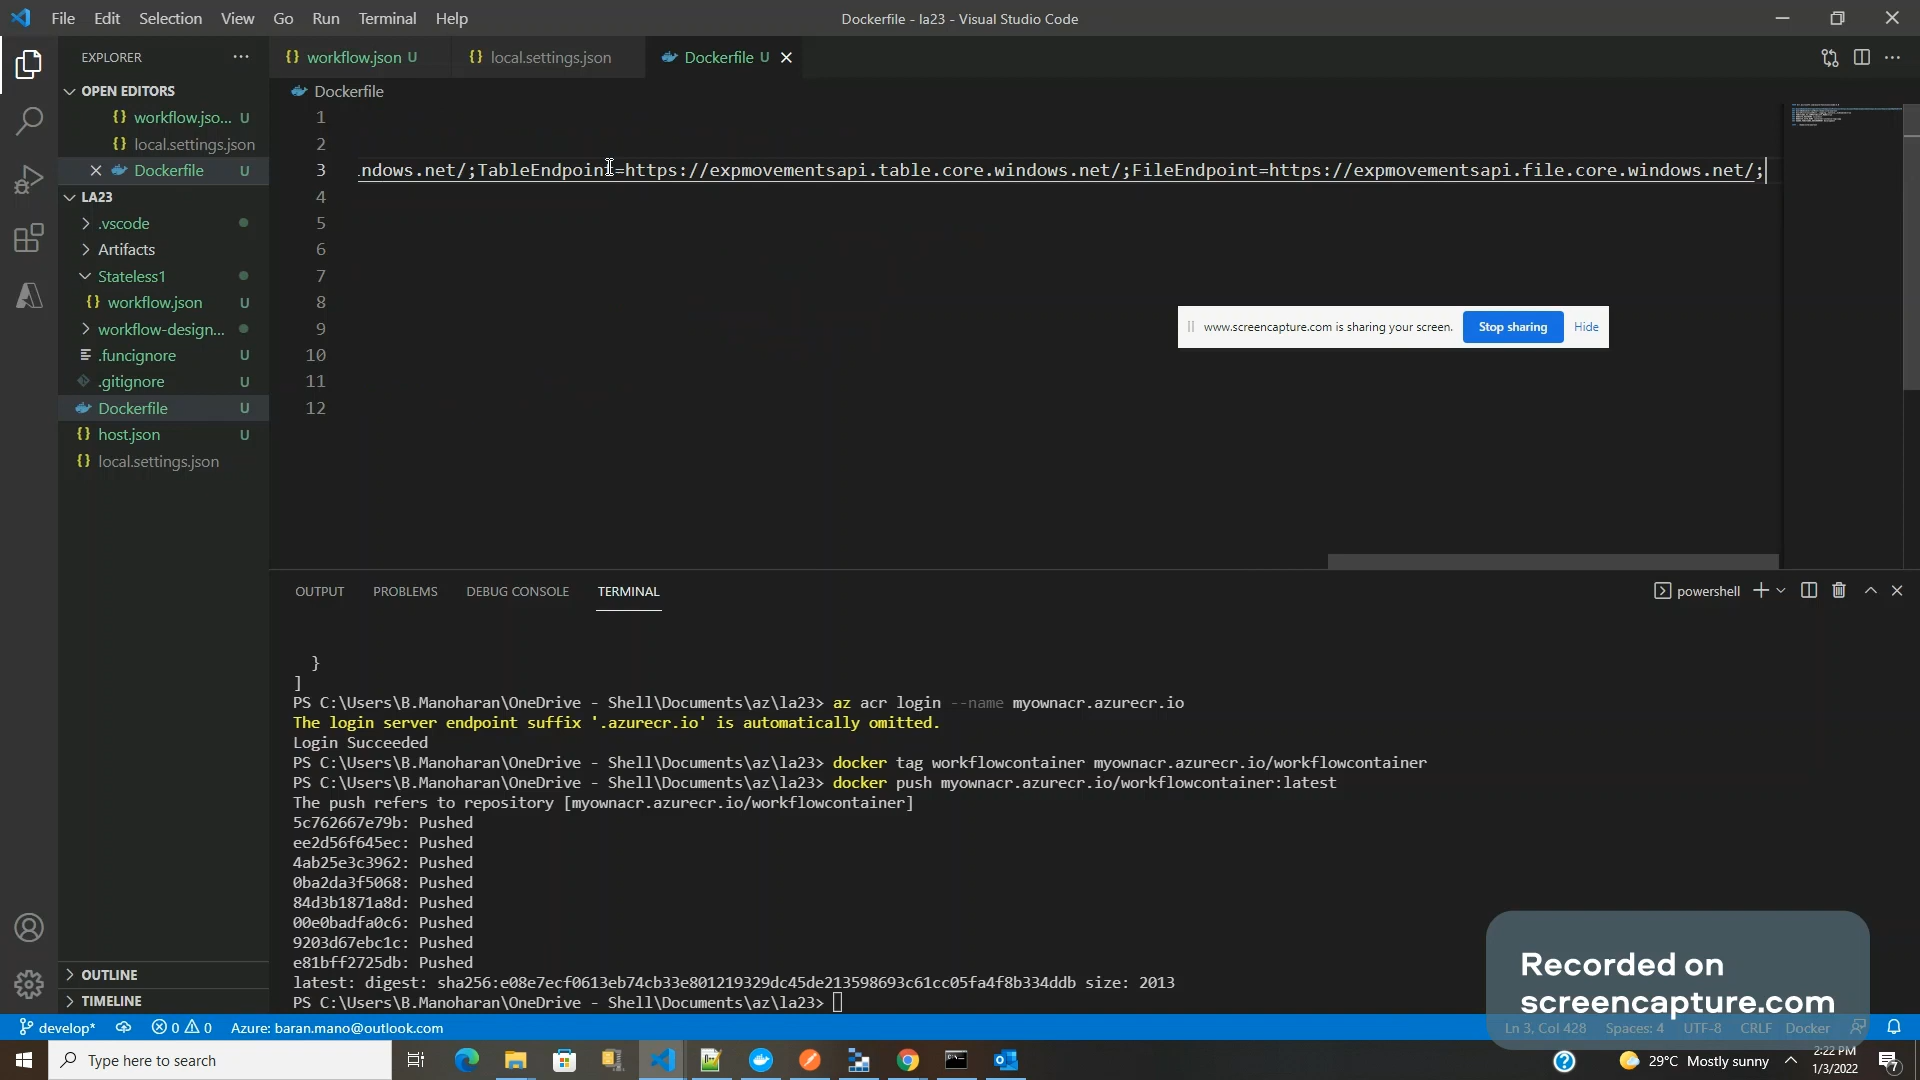 File Edit Selection View Go Run Terminal Help
Dockerfile - la23 - Visual Studio Code
EXPLORER
workflow.json U
local.settings.json
Dockerfile U
OPEN EDITORS
workflow.jso... U
local.settings.json
Dockerfile U
LA23
.vscode
Artifacts
Stateless1
workflow.json U
workflow-design...
.funcignore U
.gitignore U
Dockerfile U
host.json U
local.settings.json
OUTLINE
TIMELINE
Dockerfile
1
2
3 ndows.net/;TableEndpoint=https://expmovementsapi.table.core.windows.net/;FileEndpoint=https://expmovementsapi.file.core.windows.net/;
4
5
6
7
8
9
10
11
12
www.screencapture.com is sharing your screen. Stop sharing Hide
OUTPUT PROBLEMS DEBUG CONSOLE TERMINAL
powershell
}
]
PS C:\Users\B.Manoharan\OneDrive - Shell\Documents\az\la23> az acr login --name myownacr.azurecr.io
The login server endpoint suffix '.azurecr.io' is automatically omitted.
Login Succeeded
PS C:\Users\B.Manoharan\OneDrive - Shell\Documents\az\la23> docker tag workflowcontainer myownacr.azurecr.io/workflowcontainer
PS C:\Users\B.Manoharan\OneDrive - Shell\Documents\az\la23> docker push myownacr.azurecr.io/workflowcontainer:latest
The push refers to repository [myownacr.azurecr.io/workflowcontainer]
5c762667e79b: Pushed
ee2d56f645ec: Pushed
4ab25e3c3962: Pushed
0ba2da3f5068: Pushed
84d3b1871a8d: Pushed
00e0badfa0c6: Pushed
9203d67ebc1c: Pushed
e81bff2725db: Pushed
latest: digest: sha256:e08e7ecf0613eb74cb33e801219329dc45de213598693c61cc05fa4f8b334ddb size: 2013
PS C:\Users\B.Manoharan\OneDrive - Shell\Documents\az\la23>
Recorded on
screencapture.com
develop* 0 0 Azure: baran.mano@outlook.com
Ln 3, Col 428 Spaces: 4 UTF-8 CRLF Docker
Type here to search
29°C Mostly sunny
2:22 PM
1/3/2022
7